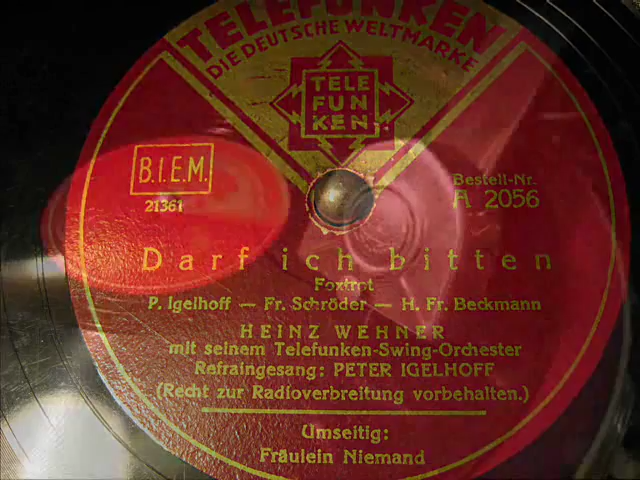 TELEFUNKEN
DIE DEUTSCHE WELTMARKE
TELE
FUN
KEN
B.I.E.M.
21361
Bestell-Nr.
A 2056
Darf ich bitten
Foxtrot
P. Igelhoff — Fr. Schröder — H. Fr. Beckmann
HEINZ WEHNER
mit seinem Telefunken-Swing-Orchester
Refraingesang: PETER IGELHOFF
(Recht zur Radioverbreitung vorbehalten.)
Umseitig:
Fräulein Niemand